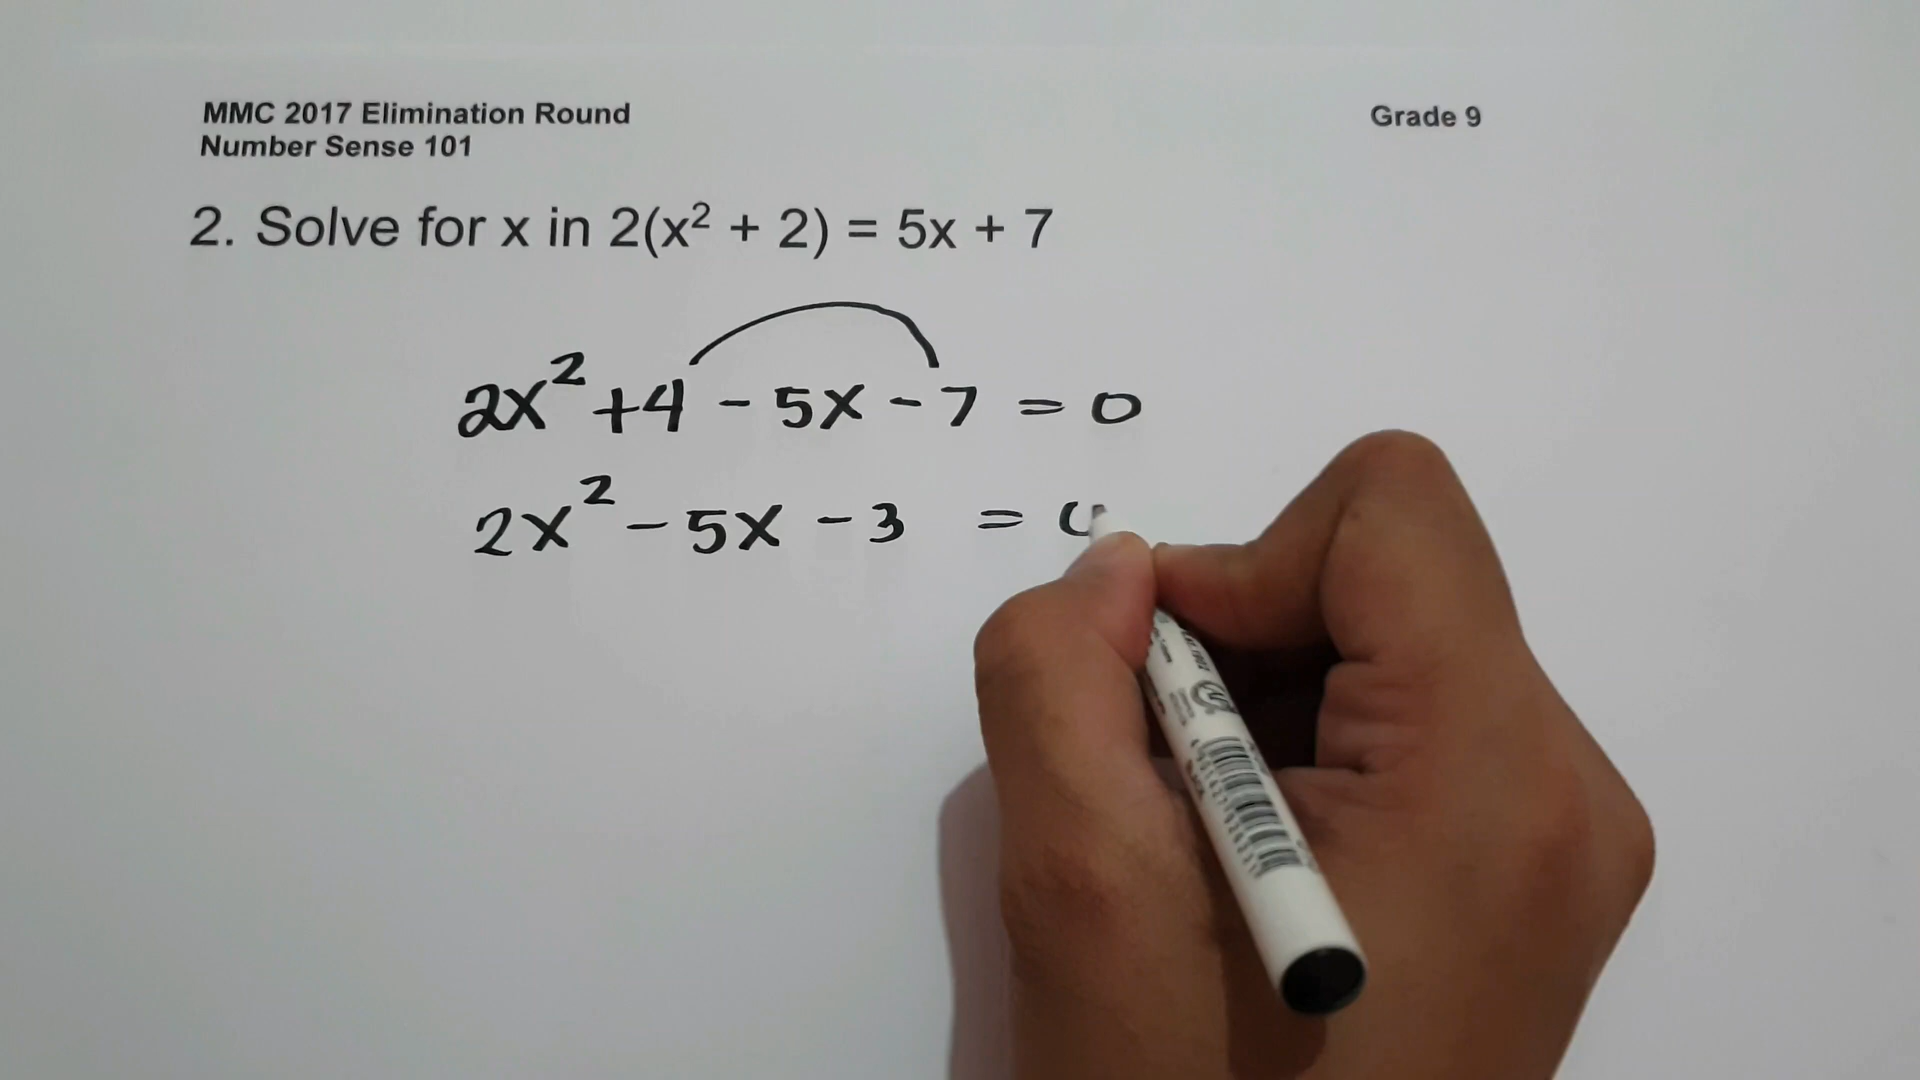 MMC 2017 Elimination Round
Grade 9
Number Sense 101
2. Solve for x in 2(x² + 2) = 5x + 7
2x² + 4 - 5x - 7 = 0
2x² - 5x - 3 = 0